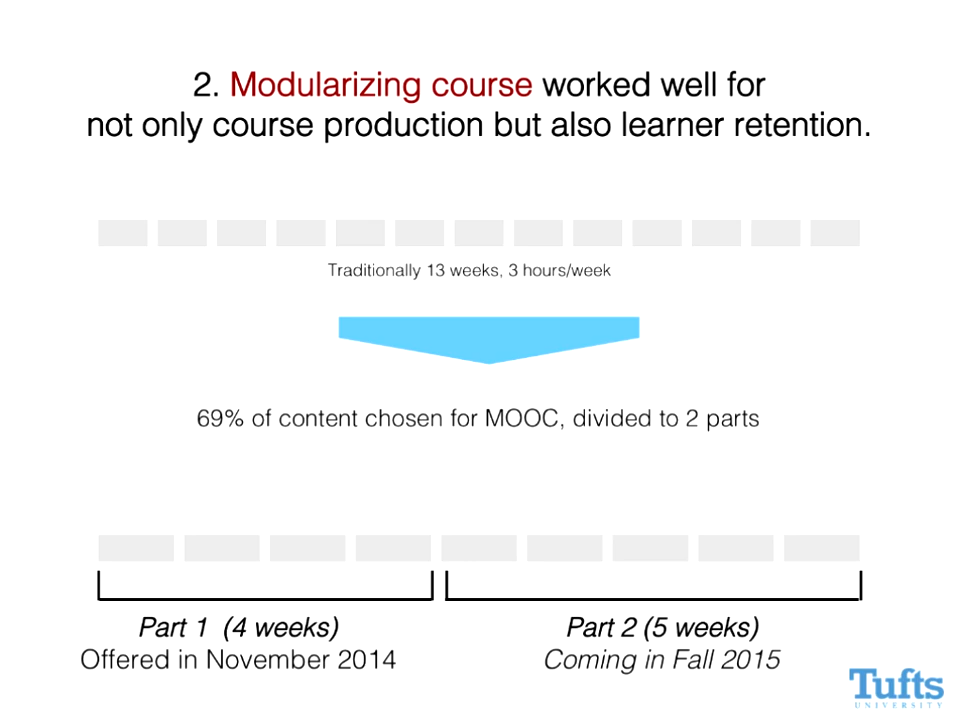 2. Modularizing course worked well for
not only course production but also learner retention.
Traditionally 13 weeks, 3 hours/week
69% of content chosen for MOOC, divided to 2 parts
Part 1 (4 weeks)
Offered in November 2014
Part 2 (5 weeks)
Coming in Fall 2015
Tufts
UNIVERSITY